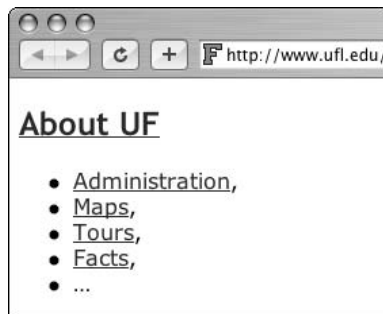 F http://www.ufl.edu/
About UF
Administration,
Maps,
Tours,
Facts,
...